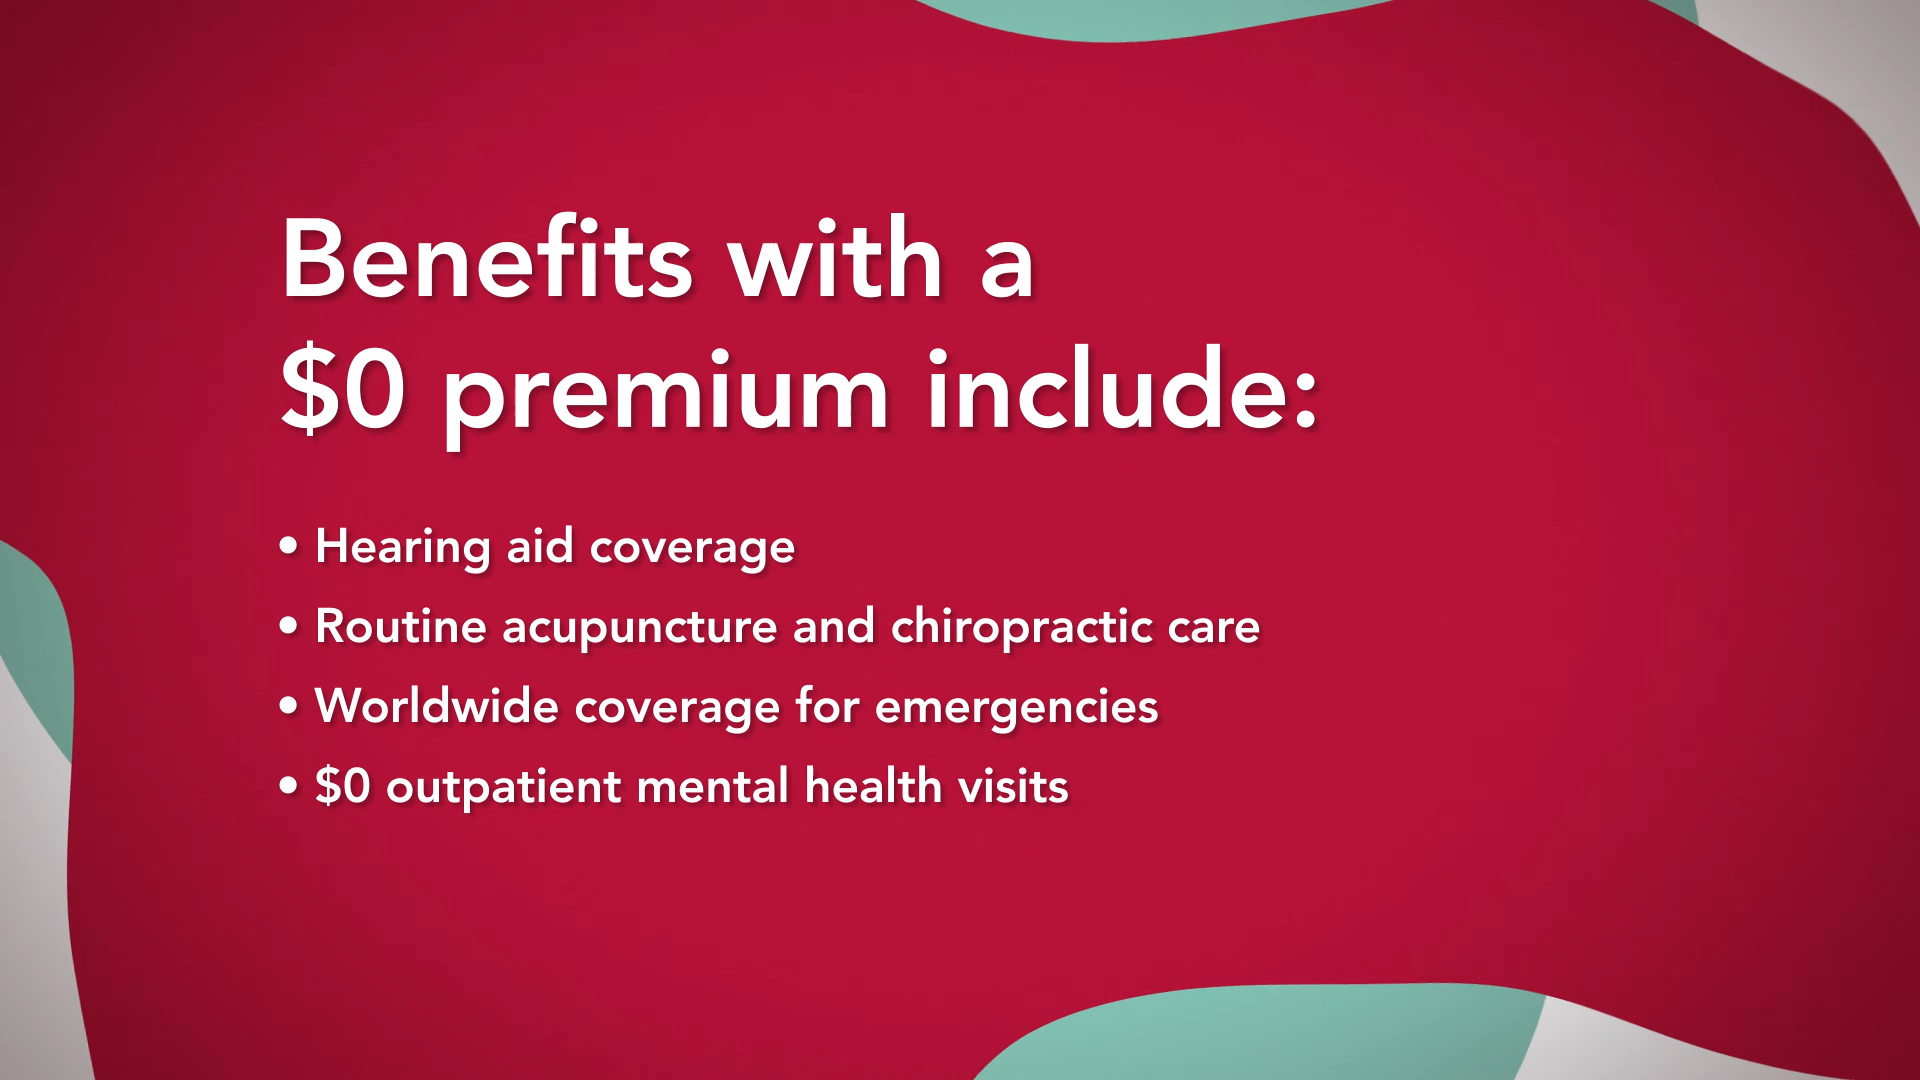 Benefits with a
$0 premium include:
• Hearing aid coverage
• Routine acupuncture and chiropractic care
• Worldwide coverage for emergencies
• $0 outpatient mental health visits